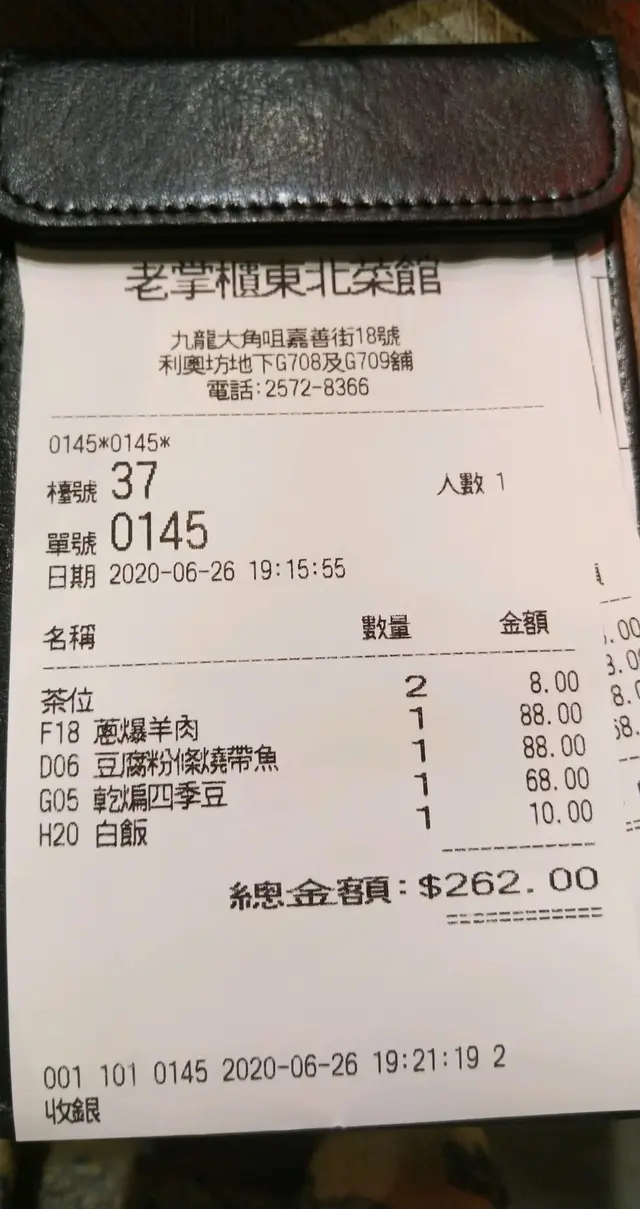 老掌櫃東北菜館
九龍大角咀嘉善街18號
利奧坊地下G708及G709舖
電話:2572-8366
0145*0145*
檯號 37 人數 1
單號 0145
日期 2020-06-26 19:15:55
名稱 數量 金額
茶位 2 8.00
F18 蔥爆羊肉 1 88.00
D06 豆腐粉條燒帶魚 1 88.00
G05 乾煸四季豆 1 68.00
H20 白飯 1 10.00
總金額:$262.00
001 101 0145 2020-06-26 19:21:19 2
收銀